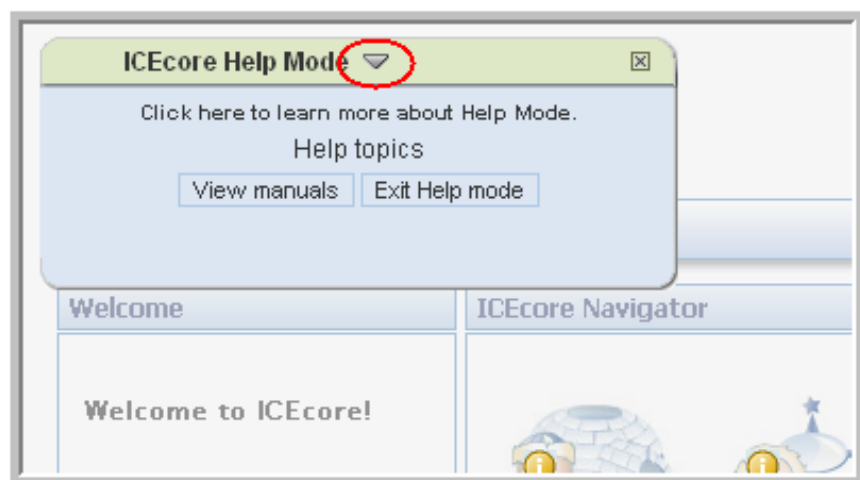 ICEcore Help Mode
Click here to learn more about Help Mode.
Help topics
View manuals Exit Help mode
Welcome ICEcore Navigator
Welcome to ICEcore!